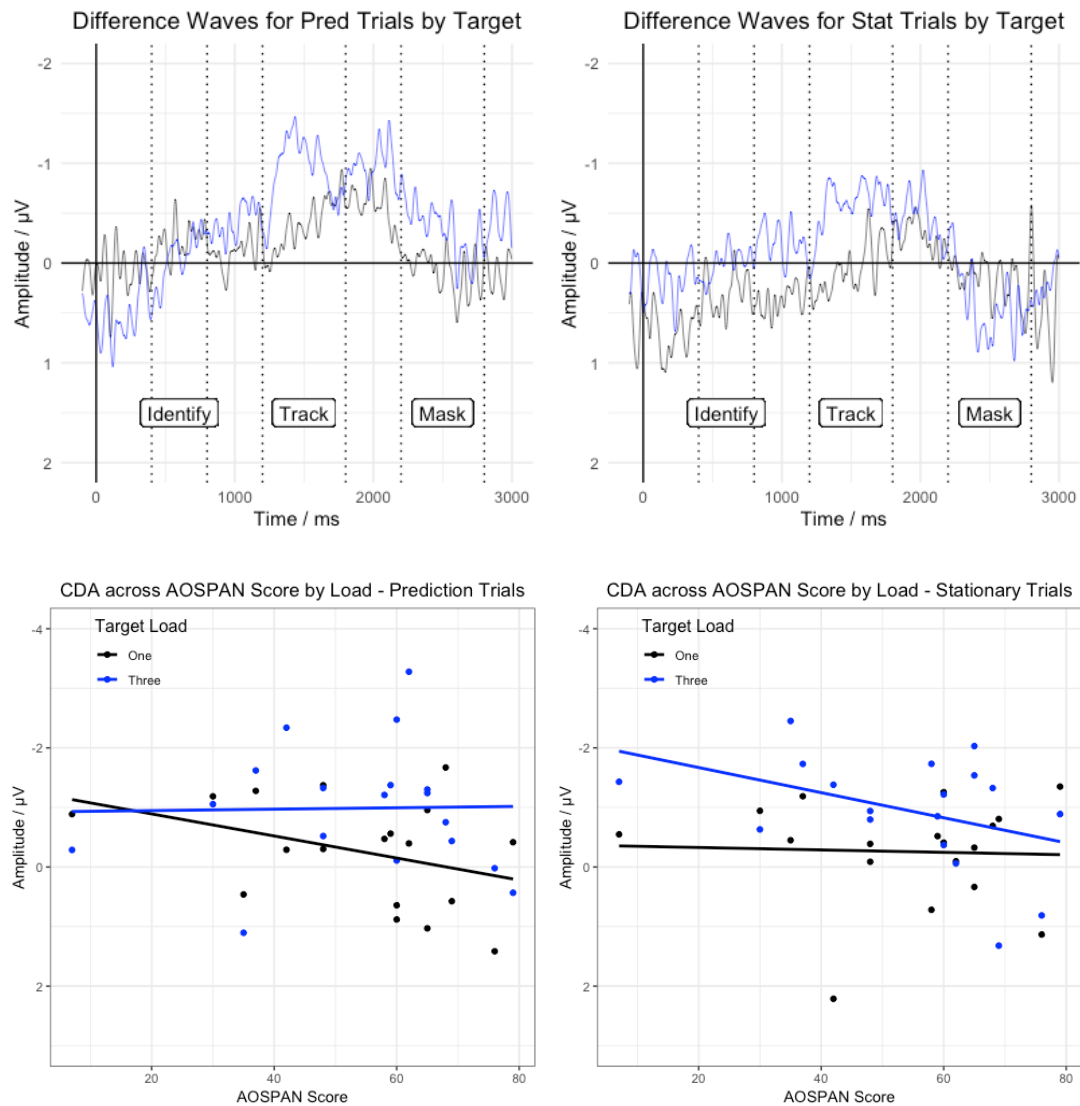 Difference Waves for Pred Trials by Target
-2
-1
0
1
2
Amplitude / µV
Identify
Track
Mask
0
1000
2000
3000
Time / ms
Difference Waves for Stat Trials by Target
-2
-1
0
1
2
Amplitude / µV
Identify
Track
Mask
0
1000
2000
3000
Time / ms
CDA across AOSPAN Score by Load - Prediction Trials
Target Load
One
Three
-4
-2
0
2
Amplitude / µV
20
40
60
80
AOSPAN Score
CDA across AOSPAN Score by Load - Stationary Trials
Target Load
One
Three
-4
-2
0
2
Amplitude / µV
20
40
60
80
AOSPAN Score